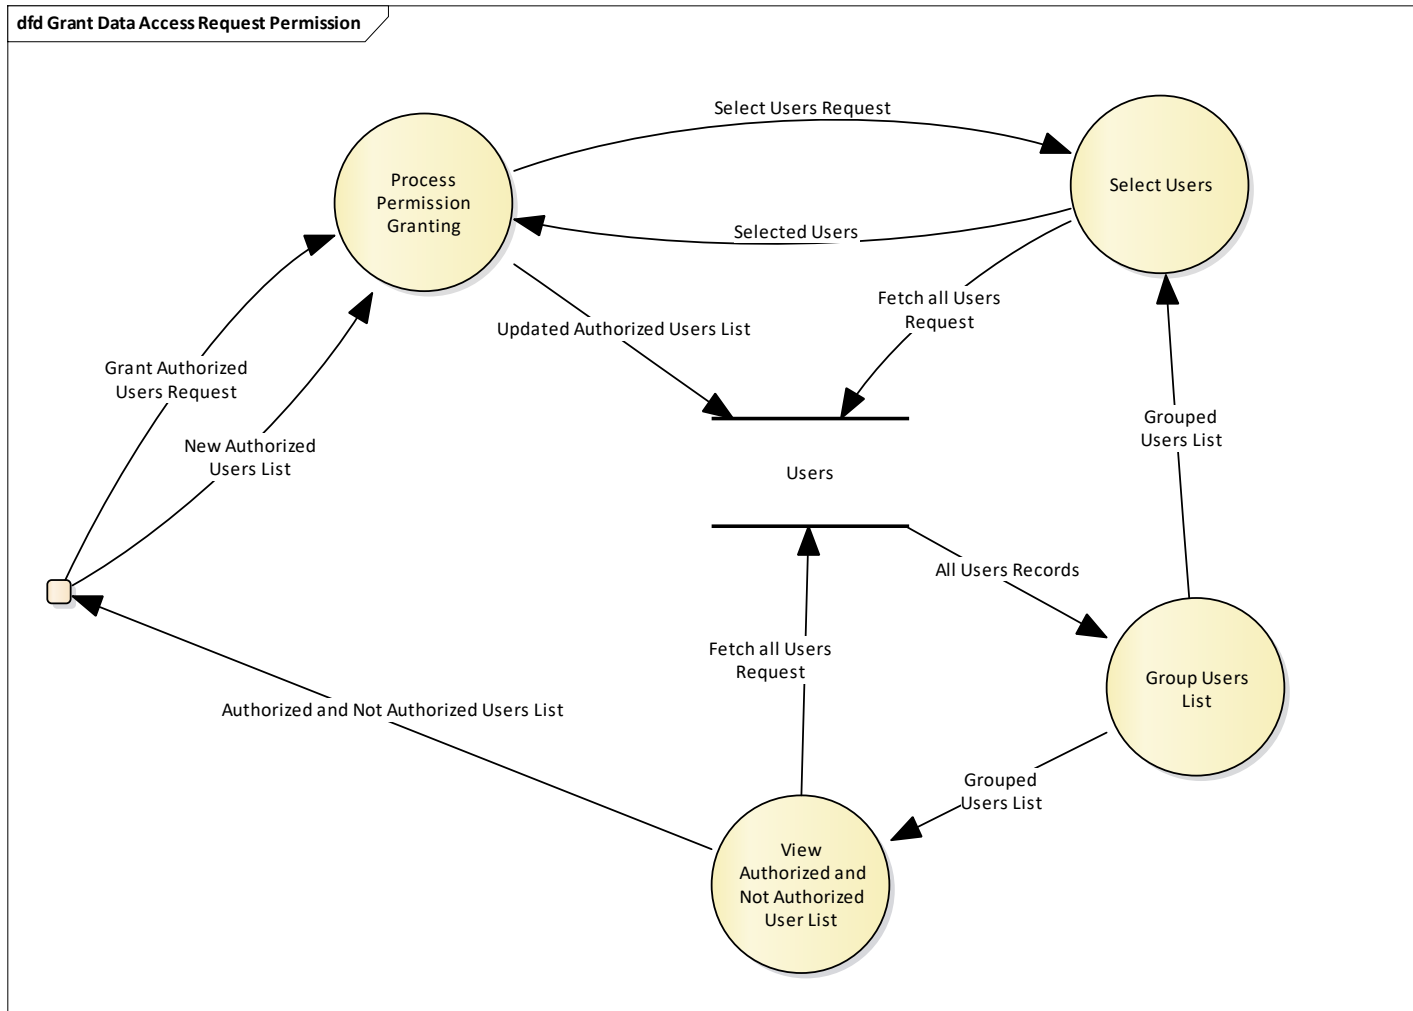 dfd Grant Data Access Request Permission
Select Users Request
Process
Permission
Granting
Select Users
Selected Users
Fetch all Users
Request
Updated Authorized Users List
Grant Authorized
Users Request
New Authorized
Users List
Grouped
Users List
Users
All Users Records
Fetch all Users
Request
Group Users
List
Authorized and Not Authorized Users List
Grouped
Users List
View
Authorized and
Not Authorized
User List